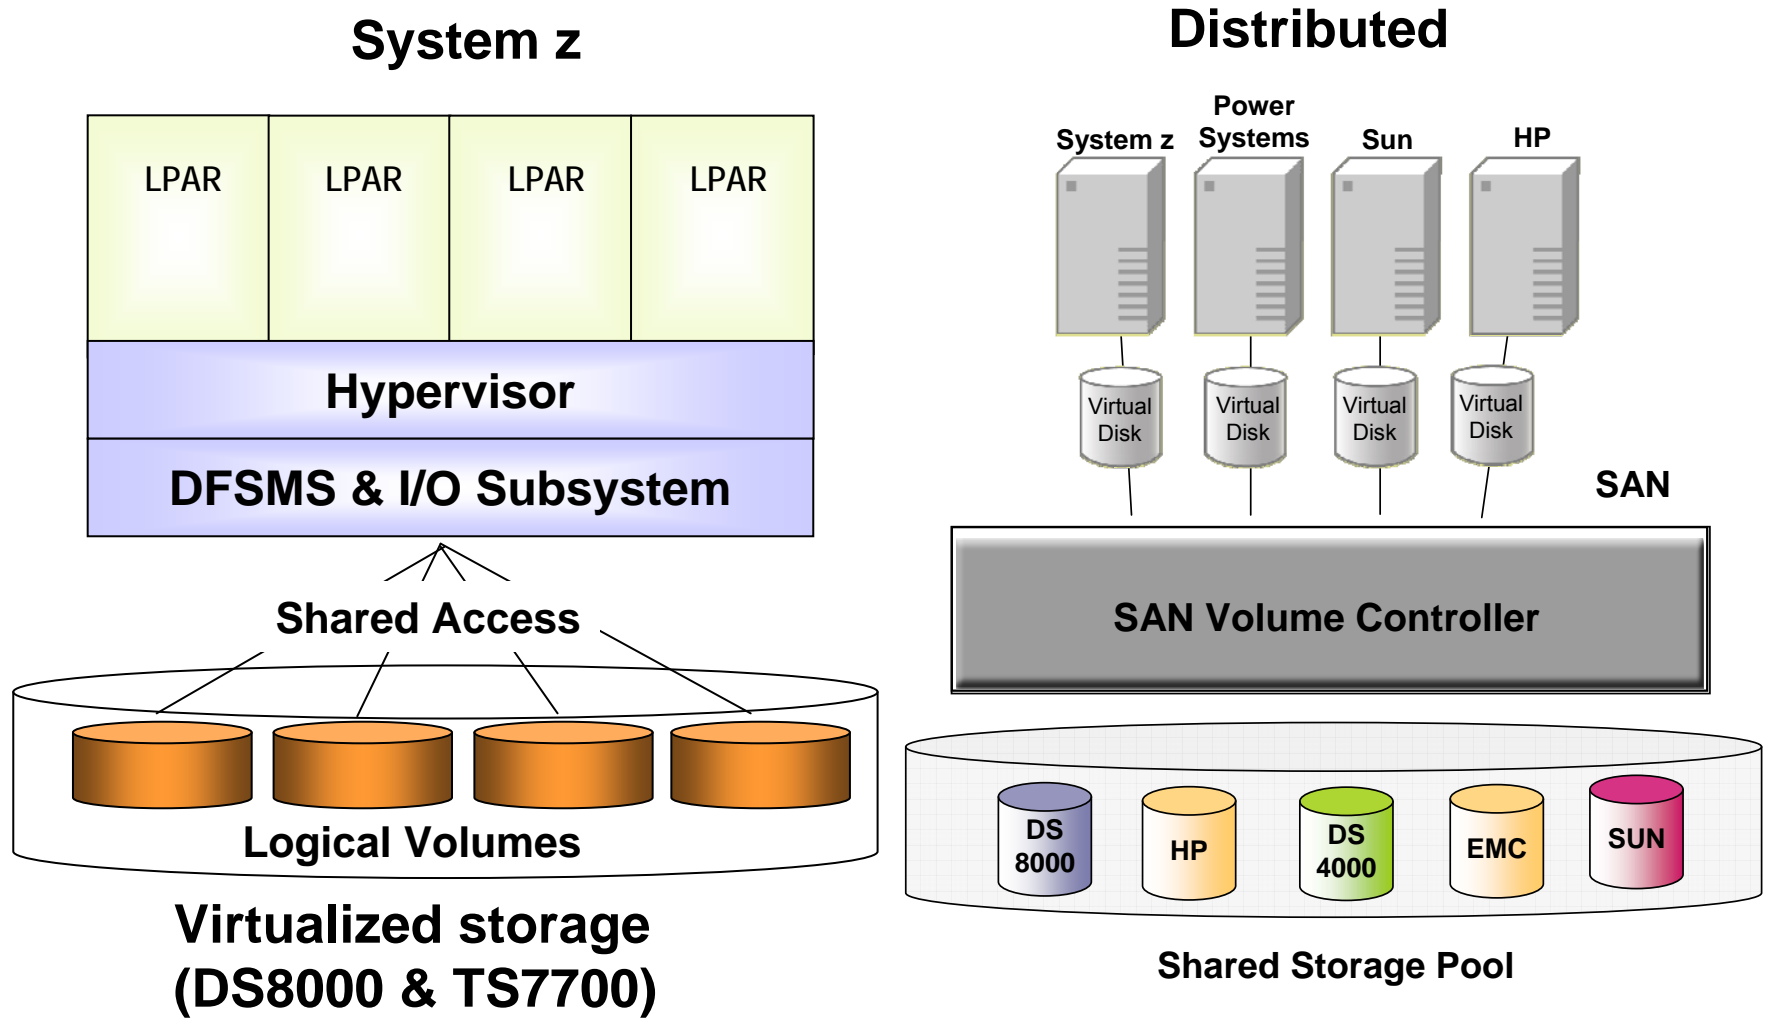 System z
LPAR
LPAR
LPAR
LPAR
Hypervisor
DFSMS & I/O Subsystem
Shared Access
Logical Volumes
Virtualized storage
(DS8000 & TS7700)
Distributed
System z
Power
Systems
Sun
HP
Virtual
Disk
Virtual
Disk
Virtual
Disk
Virtual
Disk
SAN
SAN Volume Controller
DS
8000
HP
DS
4000
EMC
SUN
Shared Storage Pool